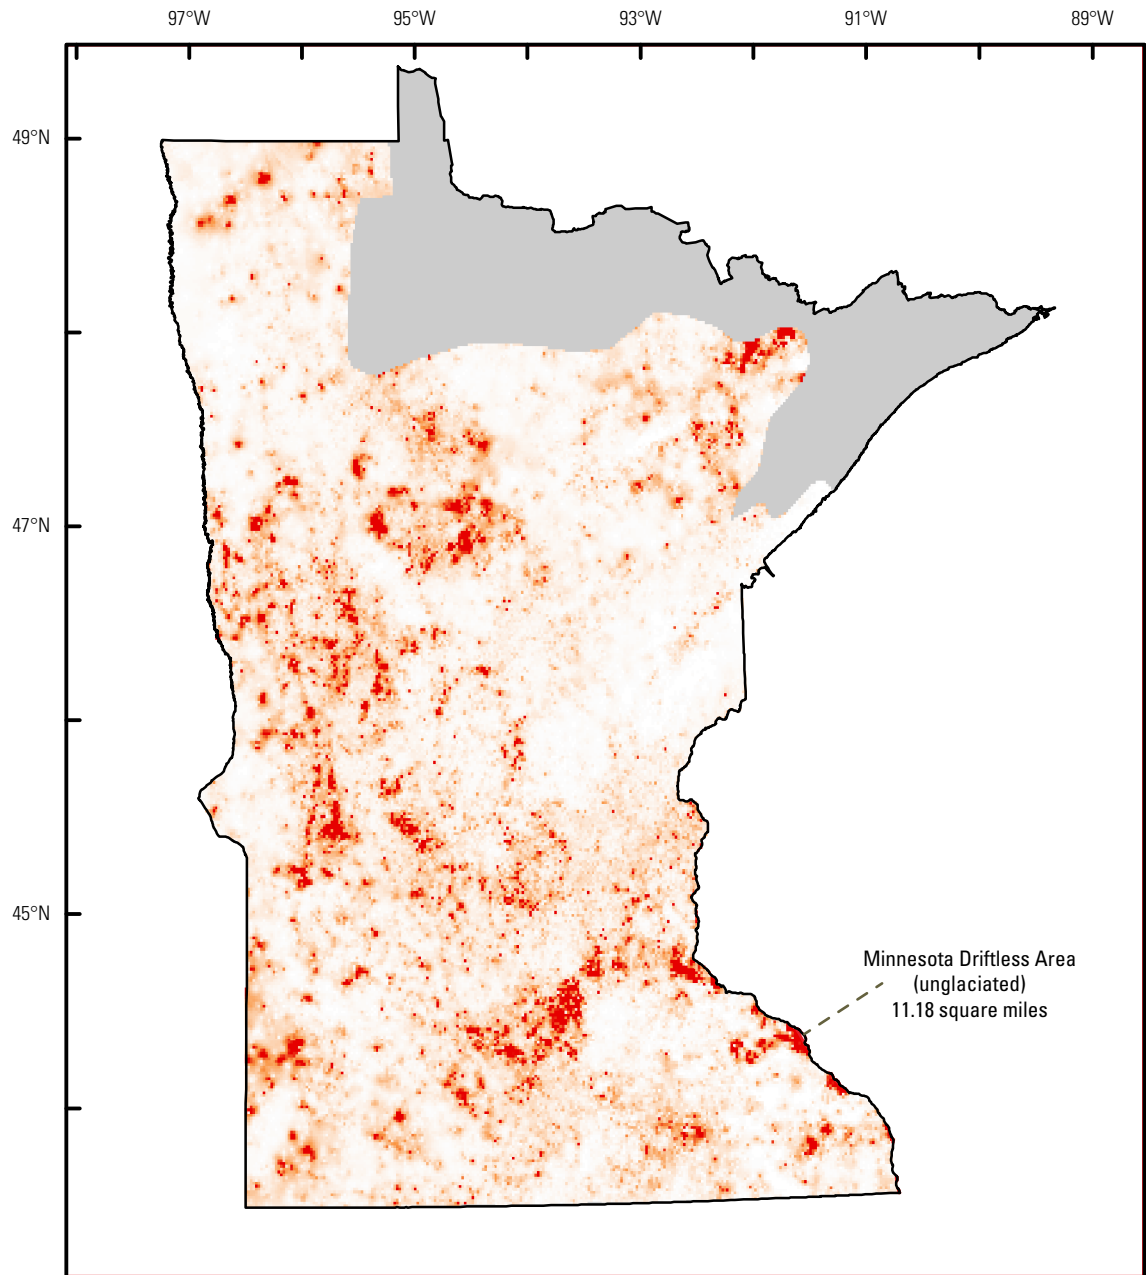 97°W
95°W
93°W
91°W
89°W
49°N
47°N
45°N
Minnesota Driftless Area
(unglaciated)
11.18 square miles